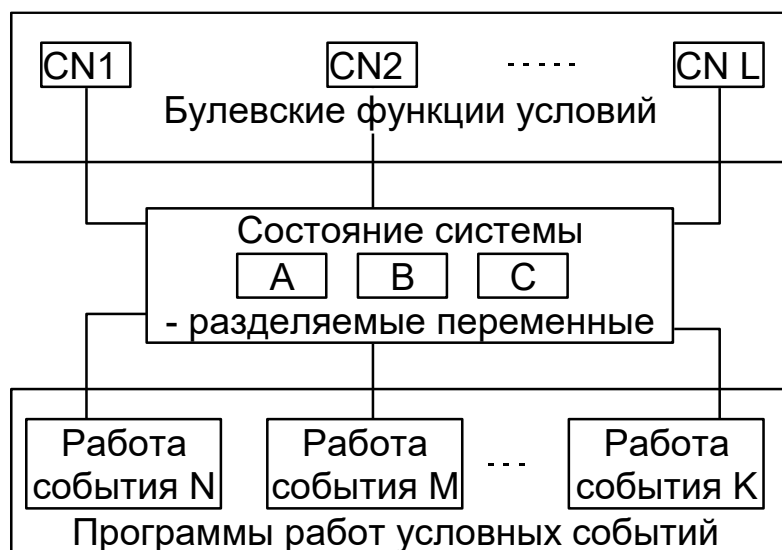 CN1 CN2 ····· CN L
Булевские функции условий
Состояние системы
A B C
- разделяемые переменные
Работа события N
Работа события M
...
Работа события K
Программы работ условных событий